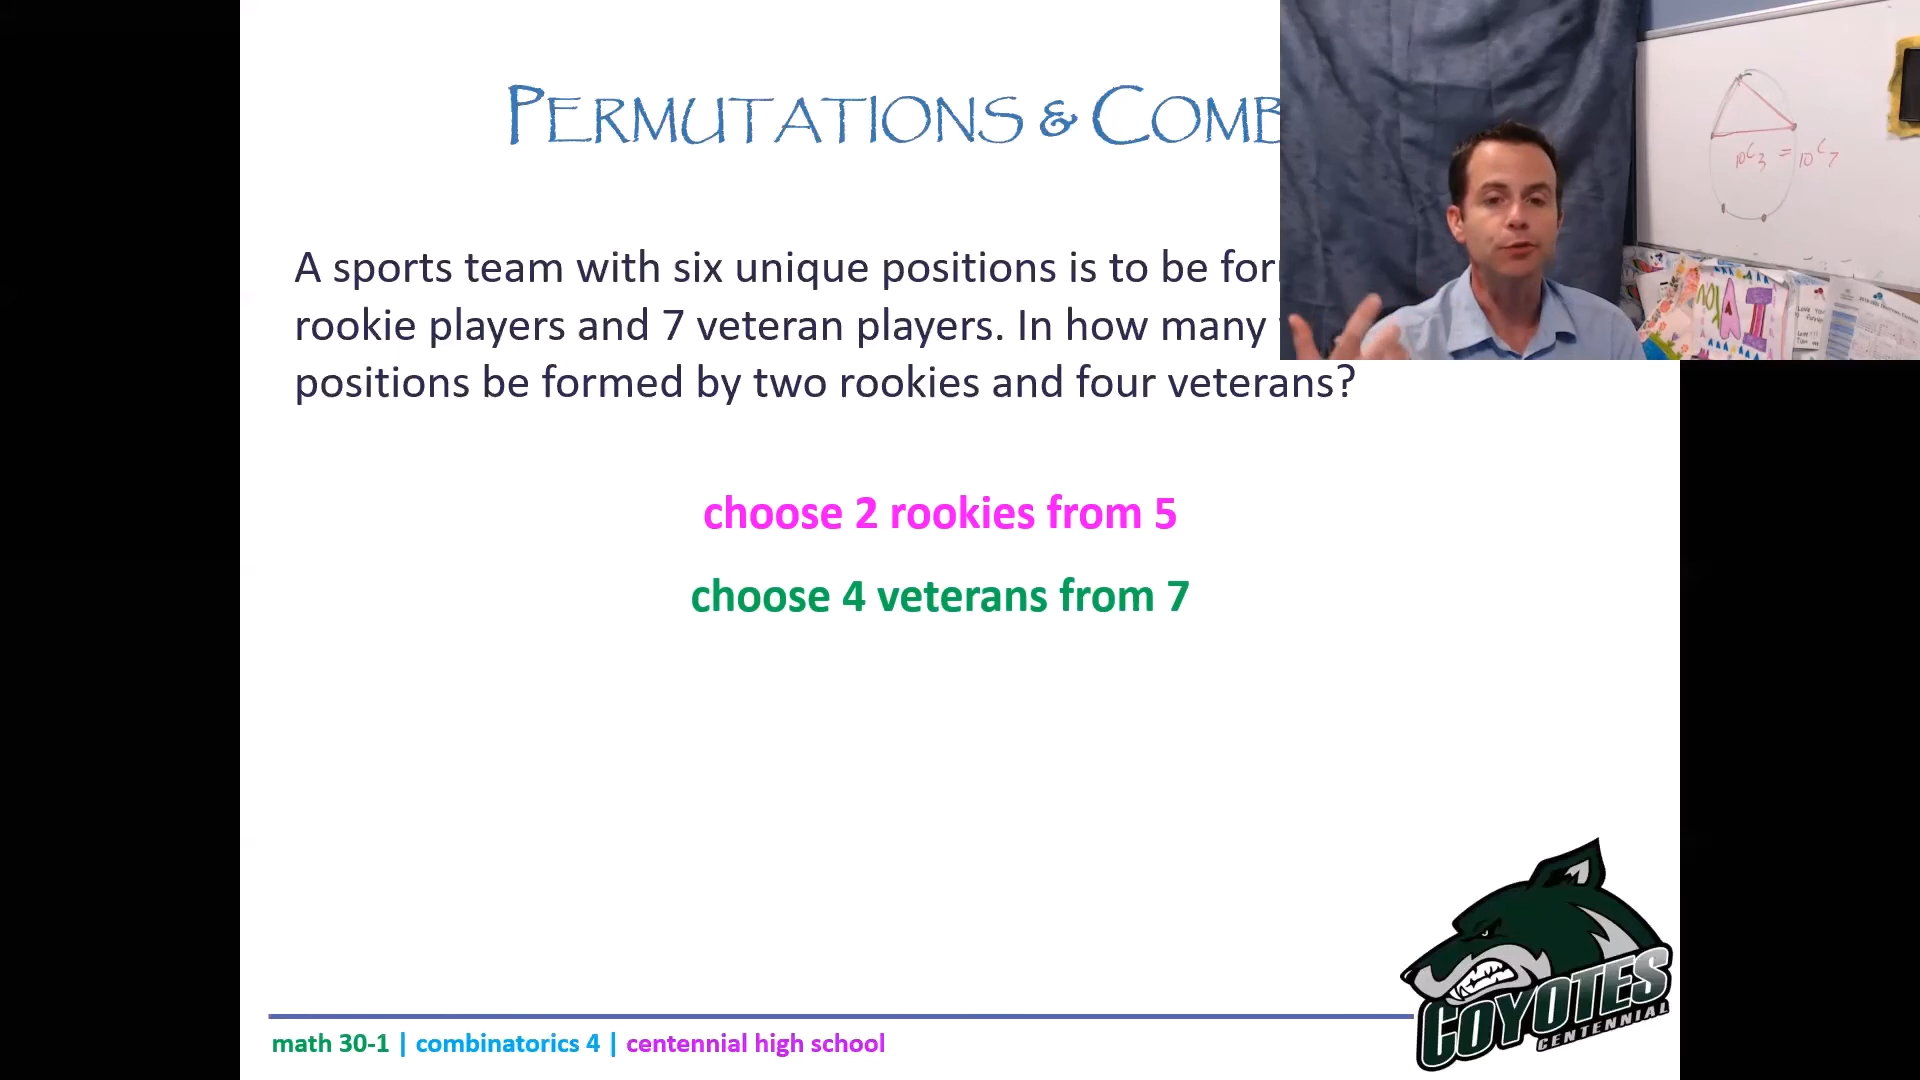 PERMUTATIONS & COMB
A sports team with six unique positions is to be for
rookie players and 7 veteran players. In how many
positions be formed by two rookies and four veterans?
choose 2 rookies from 5
choose 4 veterans from 7
10C3 = 10C7
COYOTES
CENTENNIAL
math 30-1 | combinatorics 4 | centennial high school